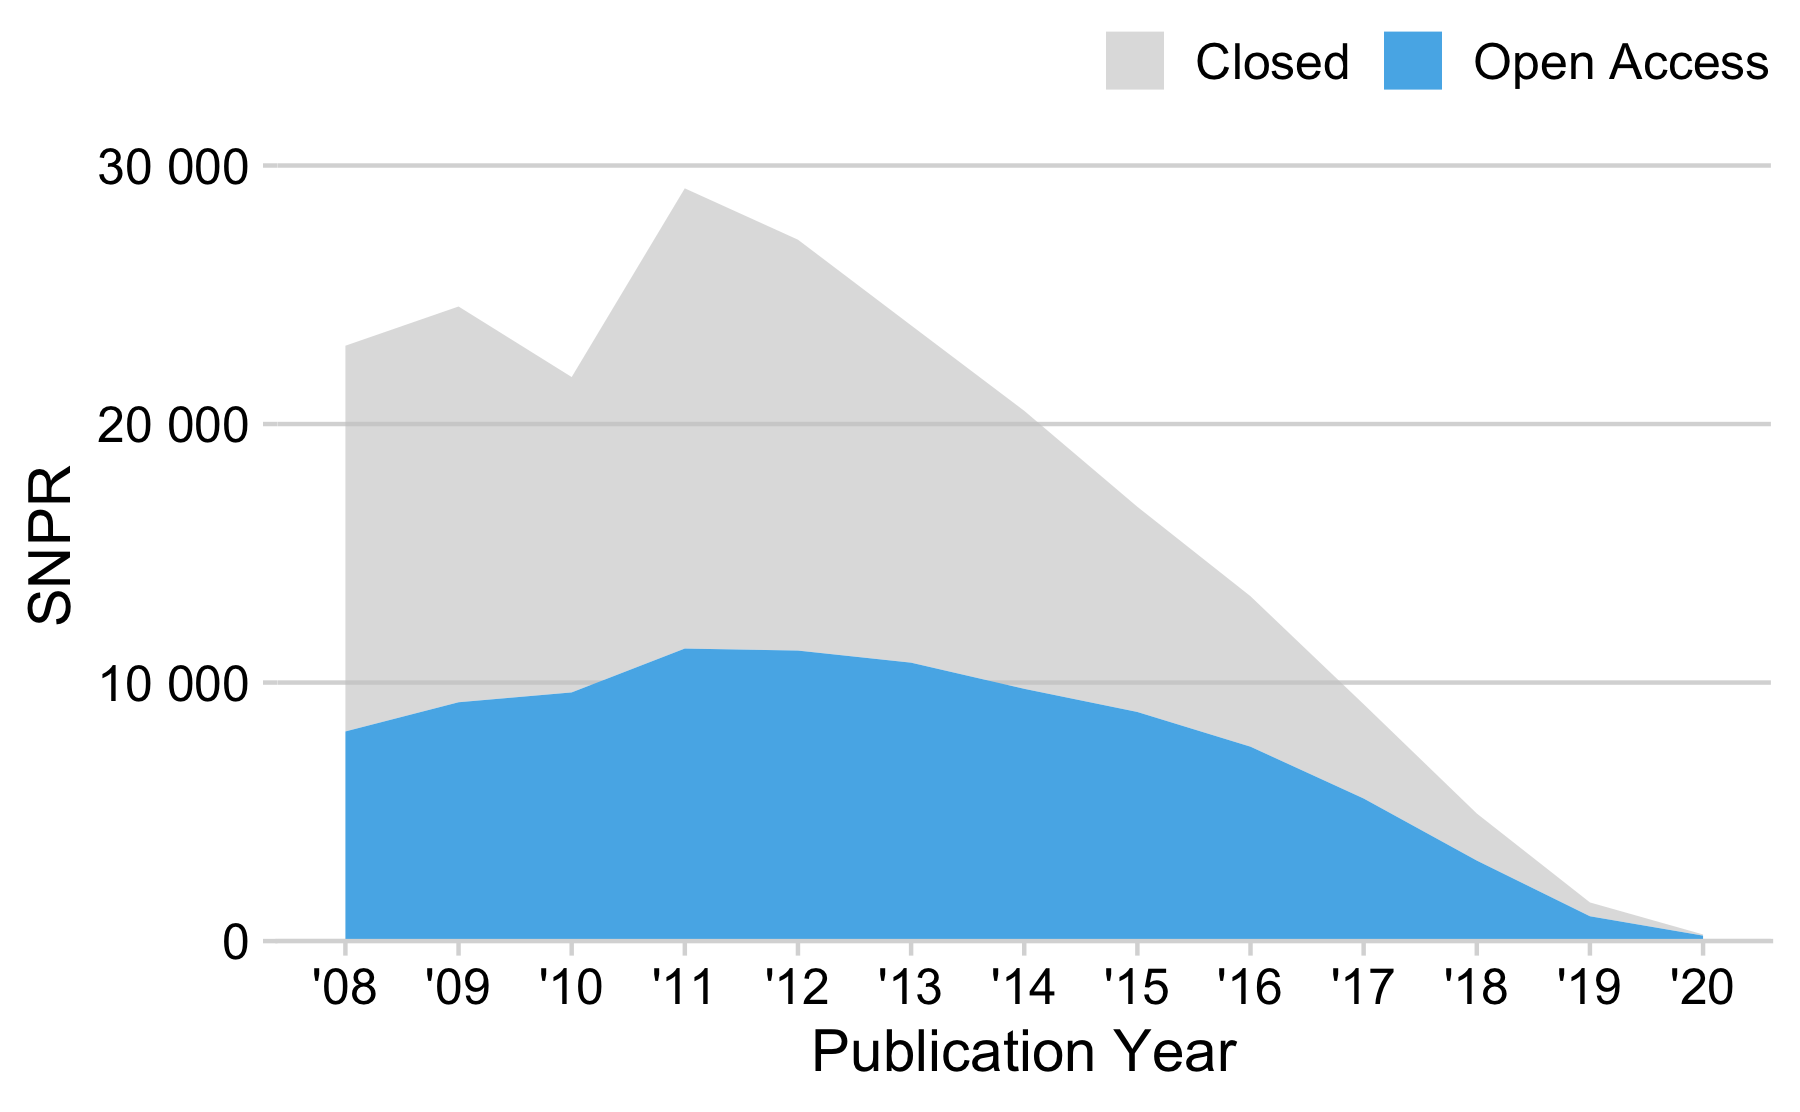 Closed Open Access
30 000
20 000
10 000
0
SNPR
'08 '09 '10 '11 '12 '13 '14 '15 '16 '17 '18 '19 '20
Publication Year